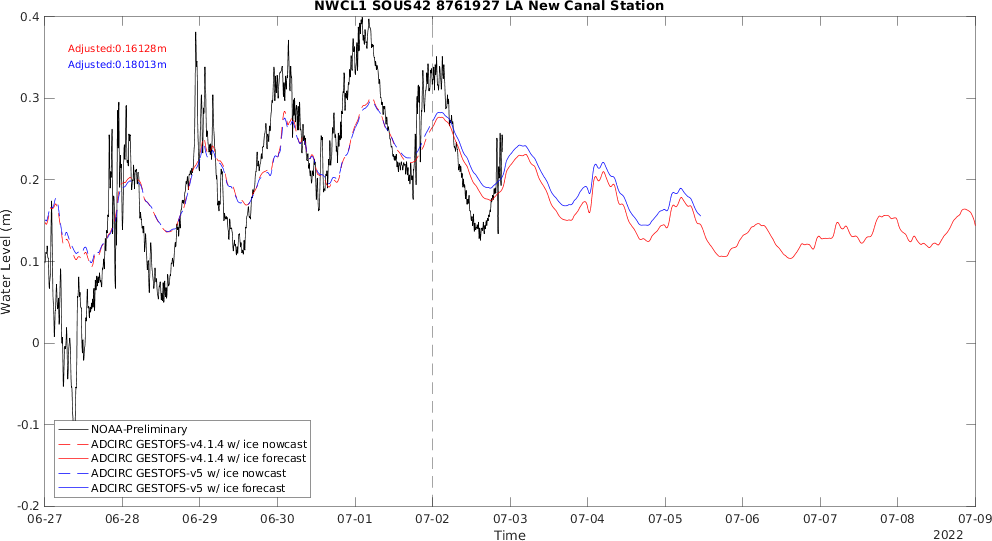 NWCL1 SOUS42 8761927 LA New Canal Station
Adjusted:0.16128m
Adjusted:0.18013m
0.4
0.3
0.2
0.1
0
-0.1
-0.2
Water Level (m)
NOAA-Preliminary
ADCIRC GESTOFS-v4.1.4 w/ ice nowcast
ADCIRC GESTOFS-v4.1.4 w/ ice forecast
ADCIRC GESTOFS-v5 w/ ice nowcast
ADCIRC GESTOFS-v5 w/ ice forecast
06-27 06-28 06-29 06-30 07-01 07-02 07-03 07-04 07-05 07-06 07-07 07-08 07-09
Time
2022